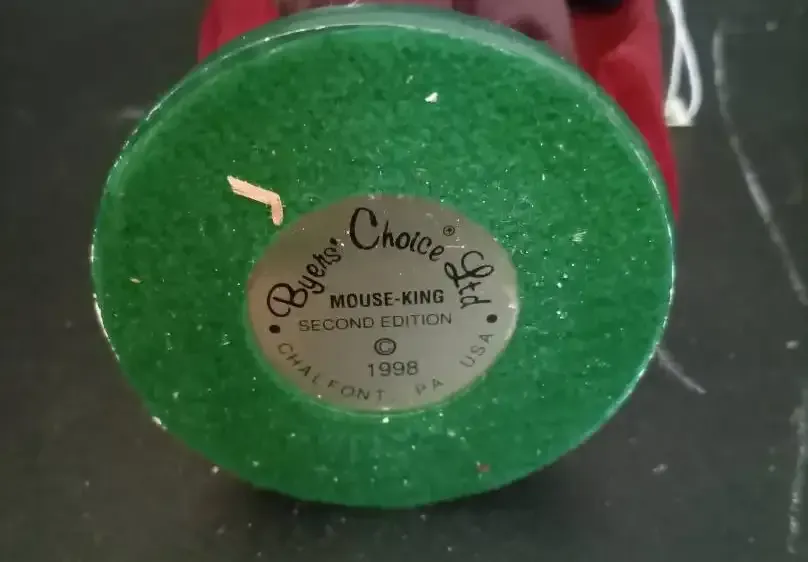 Byers' Choice® Ltd
MOUSE-KING
• SECOND EDITION •
©
1998
CHALFONT, PA USA